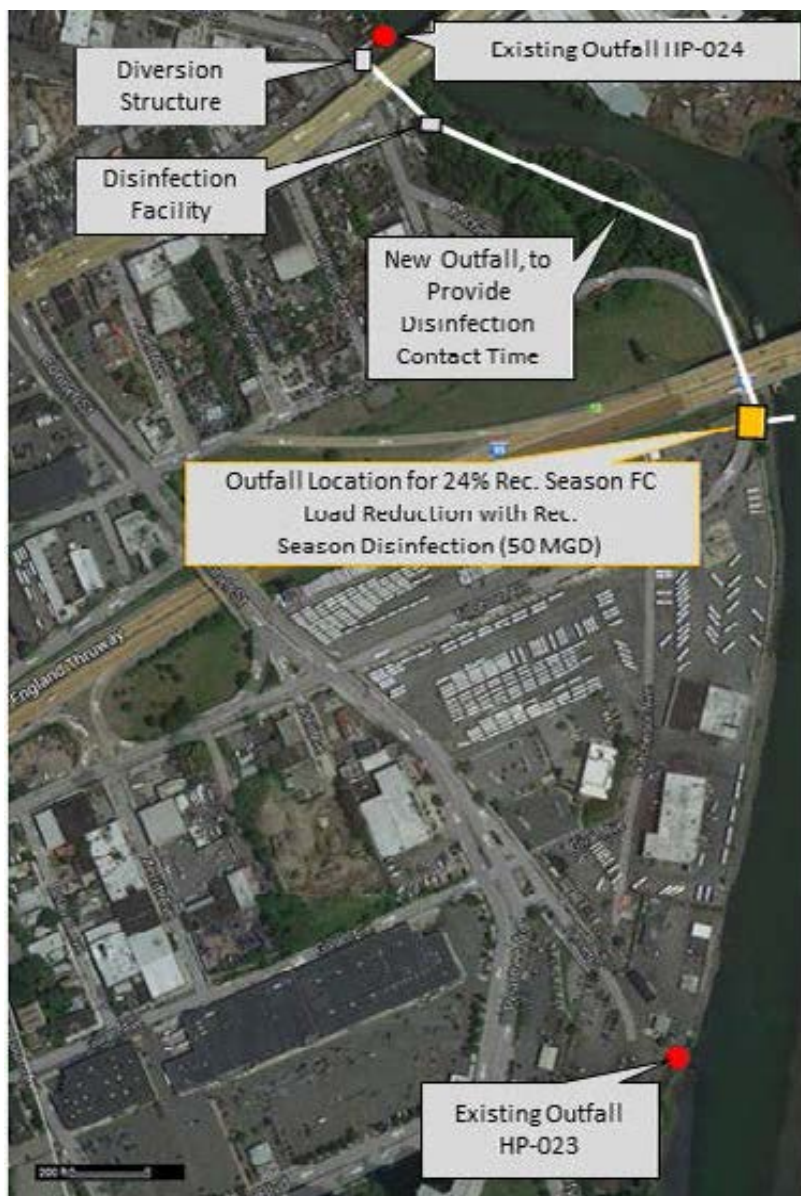 Existing Outfall HP-024
Diversion
Structure
Disinfection
Facility
New Outfall, to
Provide
Disinfection
Contact Time
95
Outfall Location for 24% Rec. Season FC
Load Reduction with Rec.
Season Disinfection (50 MGD)
England Thruway
Existing Outfall
HP-023